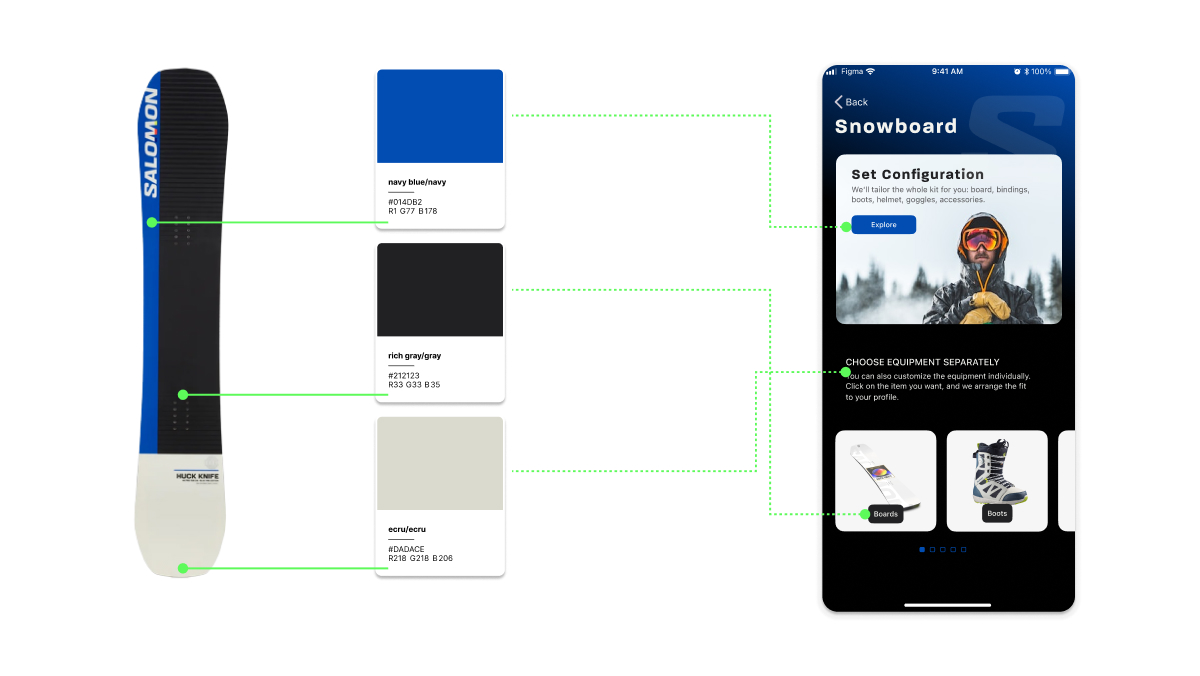 SALOMON
HUCK KNIFE
navy blue/navy
#014DB2
R1 G77 B178
rich gray/gray
#212123
R33 G33 B35
ecru/ecru
#DADACE
R218 G218 B206
Figma
9:41 AM
100%
Back
Snowboard
Set Configuration
We'll tailor the whole kit for you: board, bindings,
boots, helmet, goggles, accessories.
Explore
CHOOSE EQUIPMENT SEPARATELY
You can also customize the equipment individually.
Click on the item you want, and we arrange the fit
to your profile.
Boards
Boots